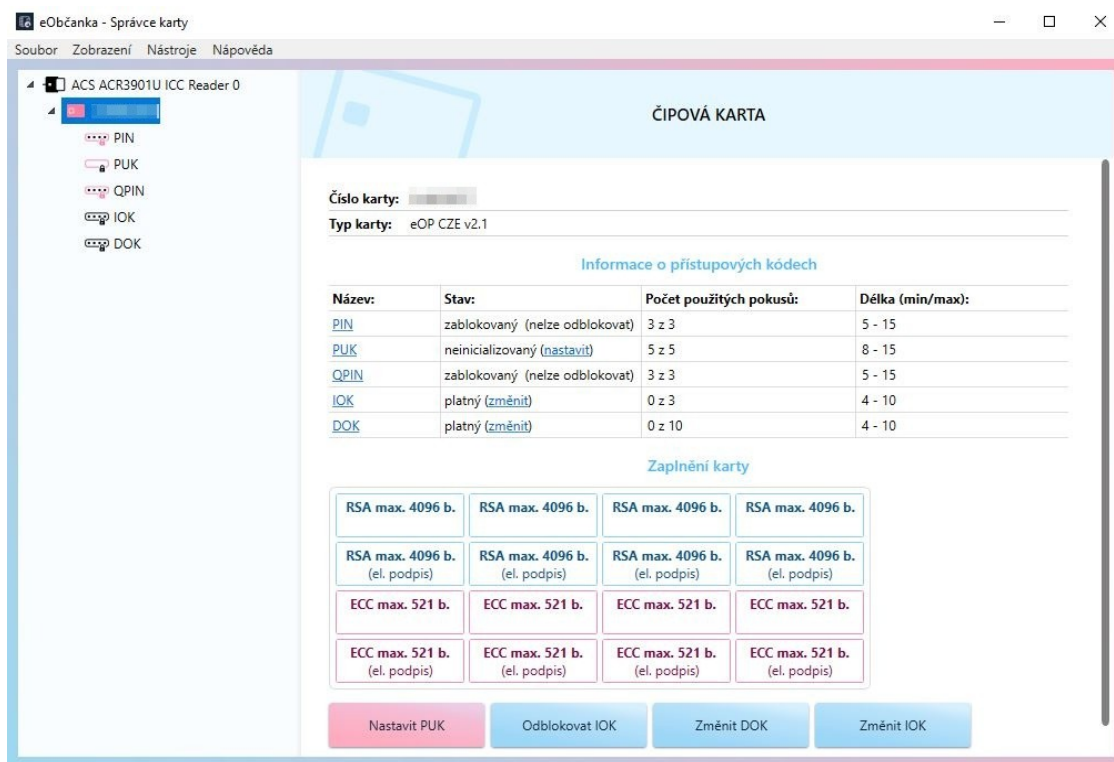 eObčanka - Správce karty
Soubor Zobrazení Nástroje Nápověda
ACS ACR3901U ICC Reader 0
PIN
PUK
QPIN
IOK
DOK
ČIPOVÁ KARTA
Číslo karty:
Typ karty: eOP CZE v2.1
Informace o přístupových kódech
Název: Stav: Počet použitých pokusů: Délka (min/max):
PIN zablokovaný (nelze odblokovat) 3 z 3 5 - 15
PUK neinicializovaný (nastavit) 5 z 5 8 - 15
QPIN zablokovaný (nelze odblokovat) 3 z 3 5 - 15
IOK platný (změnit) 0 z 3 4 - 10
DOK platný (změnit) 0 z 10 4 - 10
Zaplnění karty
RSA max. 4096 b. RSA max. 4096 b. RSA max. 4096 b. RSA max. 4096 b.
RSA max. 4096 b. RSA max. 4096 b. RSA max. 4096 b. RSA max. 4096 b.
(el. podpis) (el. podpis) (el. podpis) (el. podpis)
ECC max. 521 b. ECC max. 521 b. ECC max. 521 b. ECC max. 521 b.
ECC max. 521 b. ECC max. 521 b. ECC max. 521 b. ECC max. 521 b.
(el. podpis) (el. podpis) (el. podpis) (el. podpis)
Nastavit PUK Odblokovat IOK Změnit DOK Změnit IOK